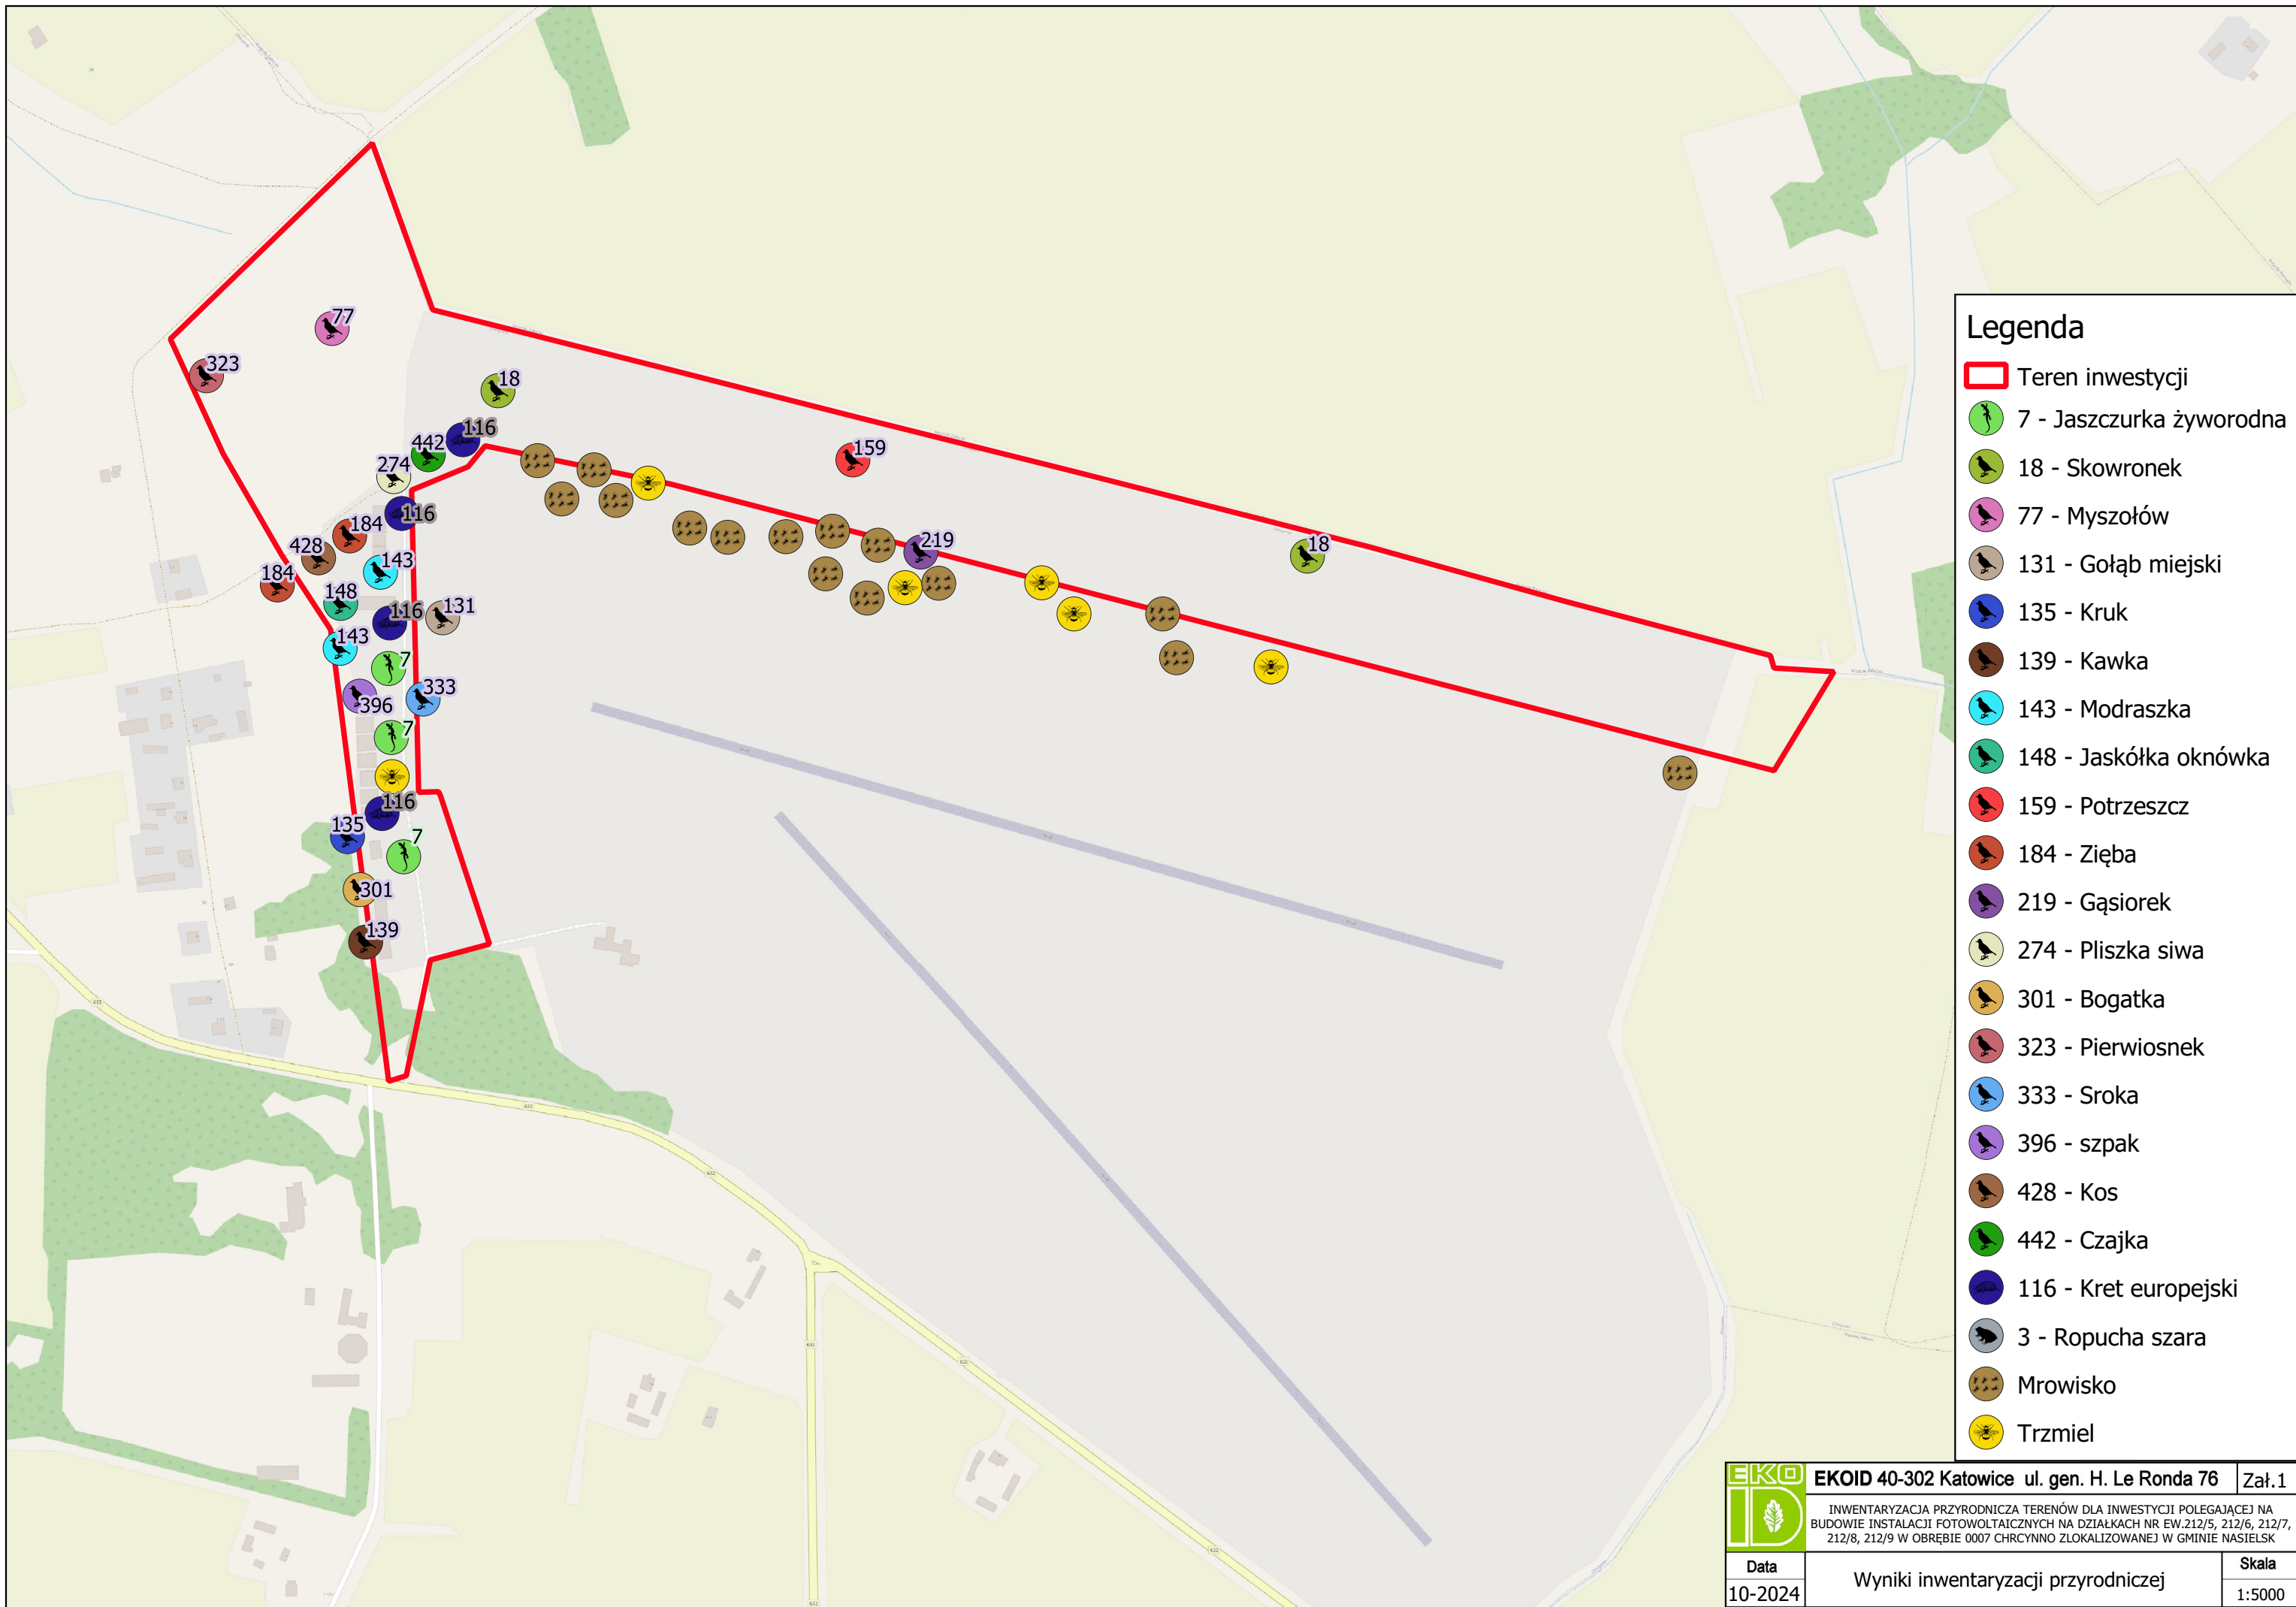 77
323
18
116
442
274
159
116
184
428
143
184
148
116
131
143
7
396
333
7
116
135
7
301
139
219
18
Legenda
Teren inwestycji
7 - Jaszczurka żyworodna
18 - Skowronek
77 - Myszołów
131 - Gołąb miejski
135 - Kruk
139 - Kawka
143 - Modraszka
148 - Jaskółka oknówka
159 - Potrzeszcz
184 - Zięba
219 - Gąsiorek
274 - Pliszka siwa
301 - Bogatka
323 - Pierwiosnek
333 - Sroka
396 - szpak
428 - Kos
442 - Czajka
116 - Kret europejski
3 - Ropucha szara
Mrowisko
Trzmiel
EKO
ID
EKOID 40-302 Katowice ul. gen. H. Le Ronda 76
Zał.1
INWENTARYZACJA PRZYRODNICZA TERENÓW DLA INWESTYCJI POLEGAJĄCEJ NA
BUDOWIE INSTALACJI FOTOWOLTAICZNYCH NA DZIAŁKACH NR EW.212/5, 212/6, 212/7,
212/8, 212/9 W OBRĘBIE 0007 CHRCYNNO ZLOKALIZOWANEJ W GMINIE NASIELSK
Data
10-2024
Wyniki inwentaryzacji przyrodniczej
Skala
1:5000
632
632
632
632
632